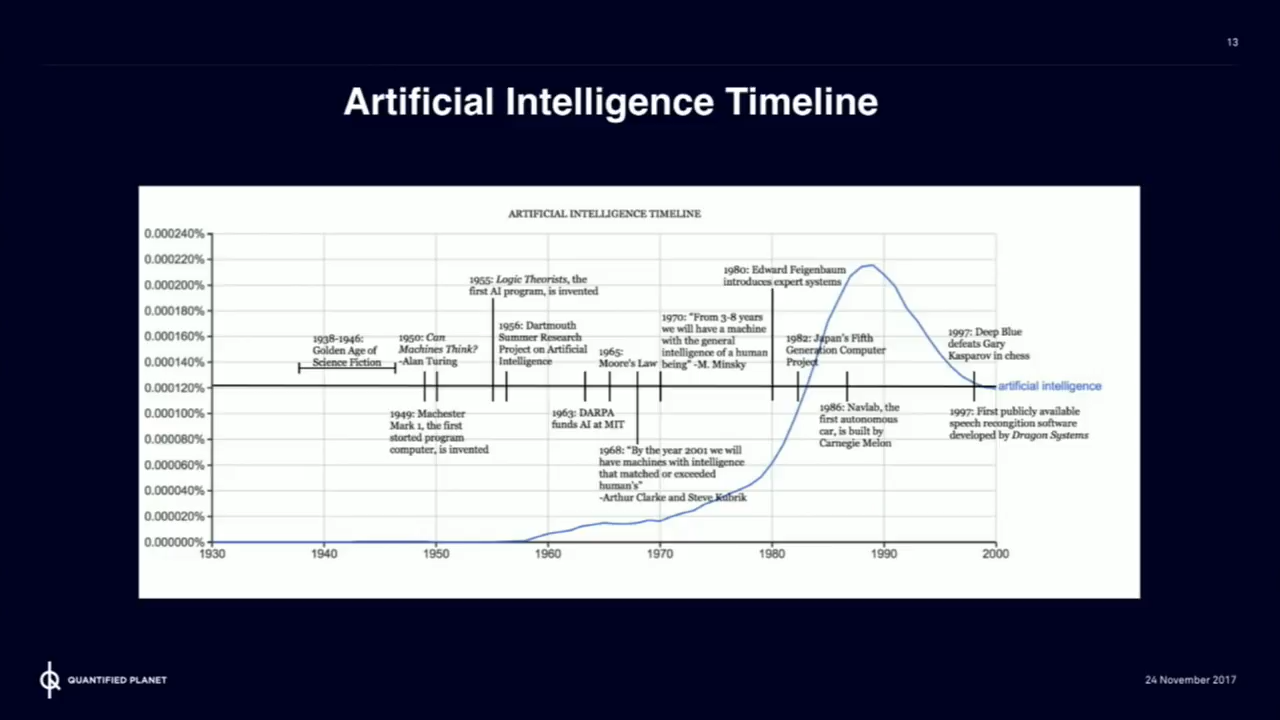 13
Artificial Intelligence Timeline
ARTIFICIAL INTELLIGENCE TIMELINE
0.000240%
0.000220%
0.000200%
0.000180%
0.000160%
0.000140%
0.000120%
0.000100%
0.000080%
0.000060%
0.000040%
0.000020%
0.000000%
1930
1940
1950
1960
1970
1980
1990
2000
1938-1946:
Golden Age of
Science Fiction
1949: Machester
Mark 1, the first
storted program
computer, is invented
1950: Can
Machines Think?
-Alan Turing
1955: Logic Theorists, the
first AI program, is invented
1956: Dartmouth
Summer Research
Project on Artificial
Intelligence
1963: DARPA
funds AI at MIT
1965:
Moore's Law
1968: "By the year 2001 we will
have machines with intelligence
that matched or exceeded
human's"
-Arthur Clarke and Steve Kubrik
1970: "From 3-8 years
we will have a machine
with the general
intelligence of a human
being" -M. Minsky
1980: Edward Feigenbaum
introduces expert systems
1982: Japan's Fifth
Generation Computer
Project
1986: Navlab, the
first autonomous
car, is built by
Carnegie Melon
1997: Deep Blue
defeats Gary
Kasparov in chess
artificial intelligence
1997: First publicly available
speech recongition software
developed by Dragon Systems
QUANTIFIED PLANET
24 November 2017